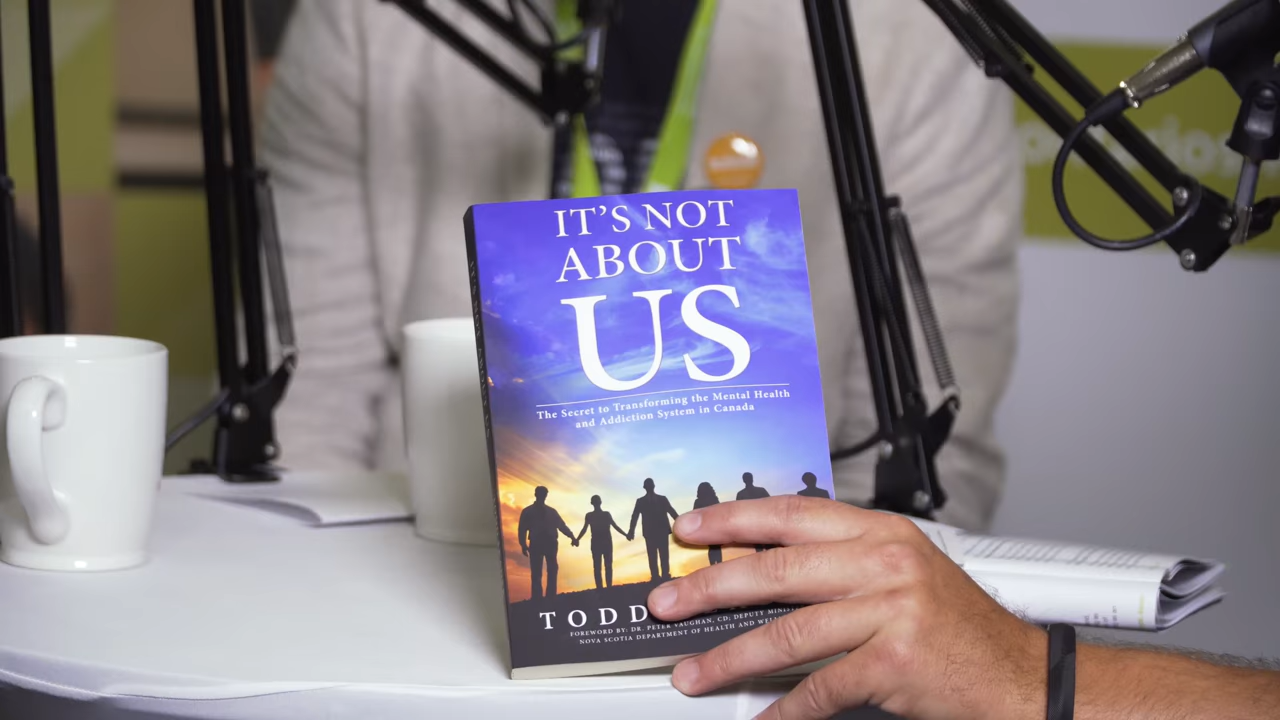 IT'S NOT
ABOUT
US
The Secret to Transforming the Mental Health
and Addiction System in Canada
TODD
FOREWORD BY: DR. PETER VAUGHAN, CD; DEPUTY
NOVA SCOTIA DEPARTMENT OF HEALTH AND